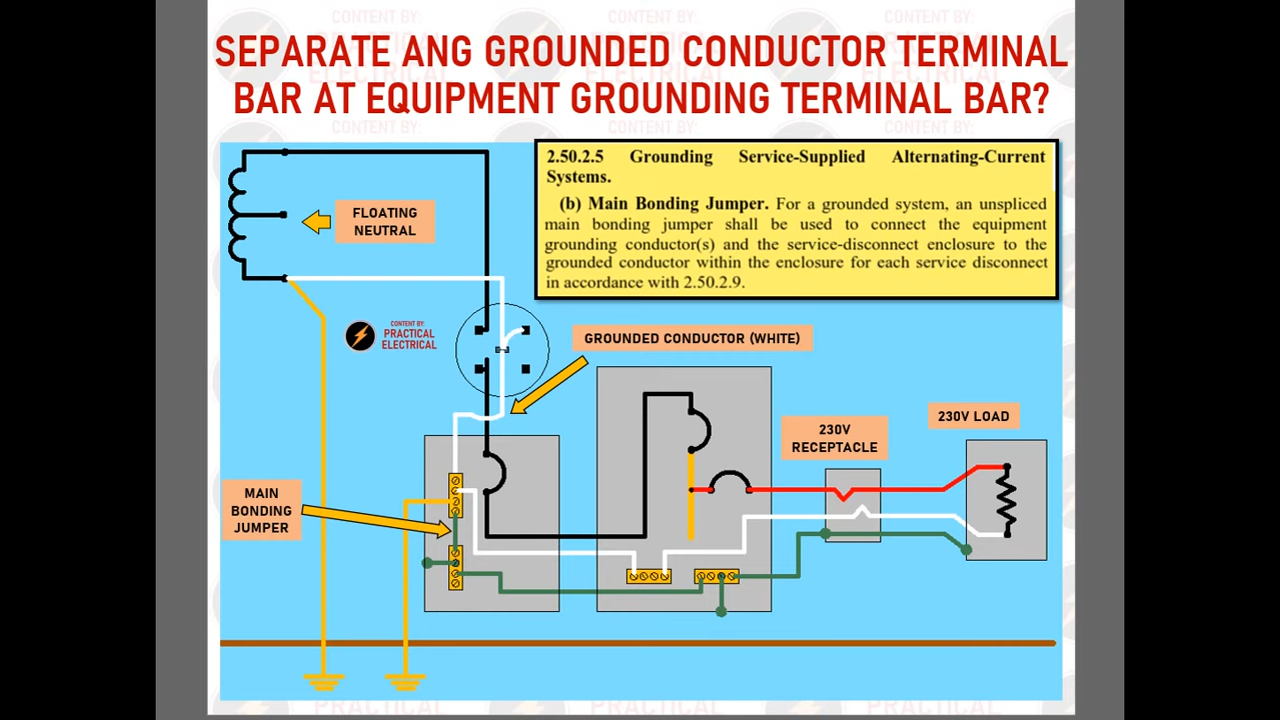 SEPARATE ANG GROUNDED CONDUCTOR TERMINAL
BAR AT EQUIPMENT GROUNDING TERMINAL BAR?
2.50.2.5 Grounding Service-Supplied Alternating-Current
Systems.
(b) Main Bonding Jumper. For a grounded system, an unspliced
main bonding jumper shall be used to connect the equipment
grounding conductor(s) and the service-disconnect enclosure to the
grounded conductor within the enclosure for each service disconnect
in accordance with 2.50.2.9.
FLOATING
NEUTRAL
CONTENT BY:
PRACTICAL
ELECTRICAL
GROUNDED CONDUCTOR (WHITE)
230V
RECEPTACLE
230V LOAD
MAIN
BONDING
JUMPER